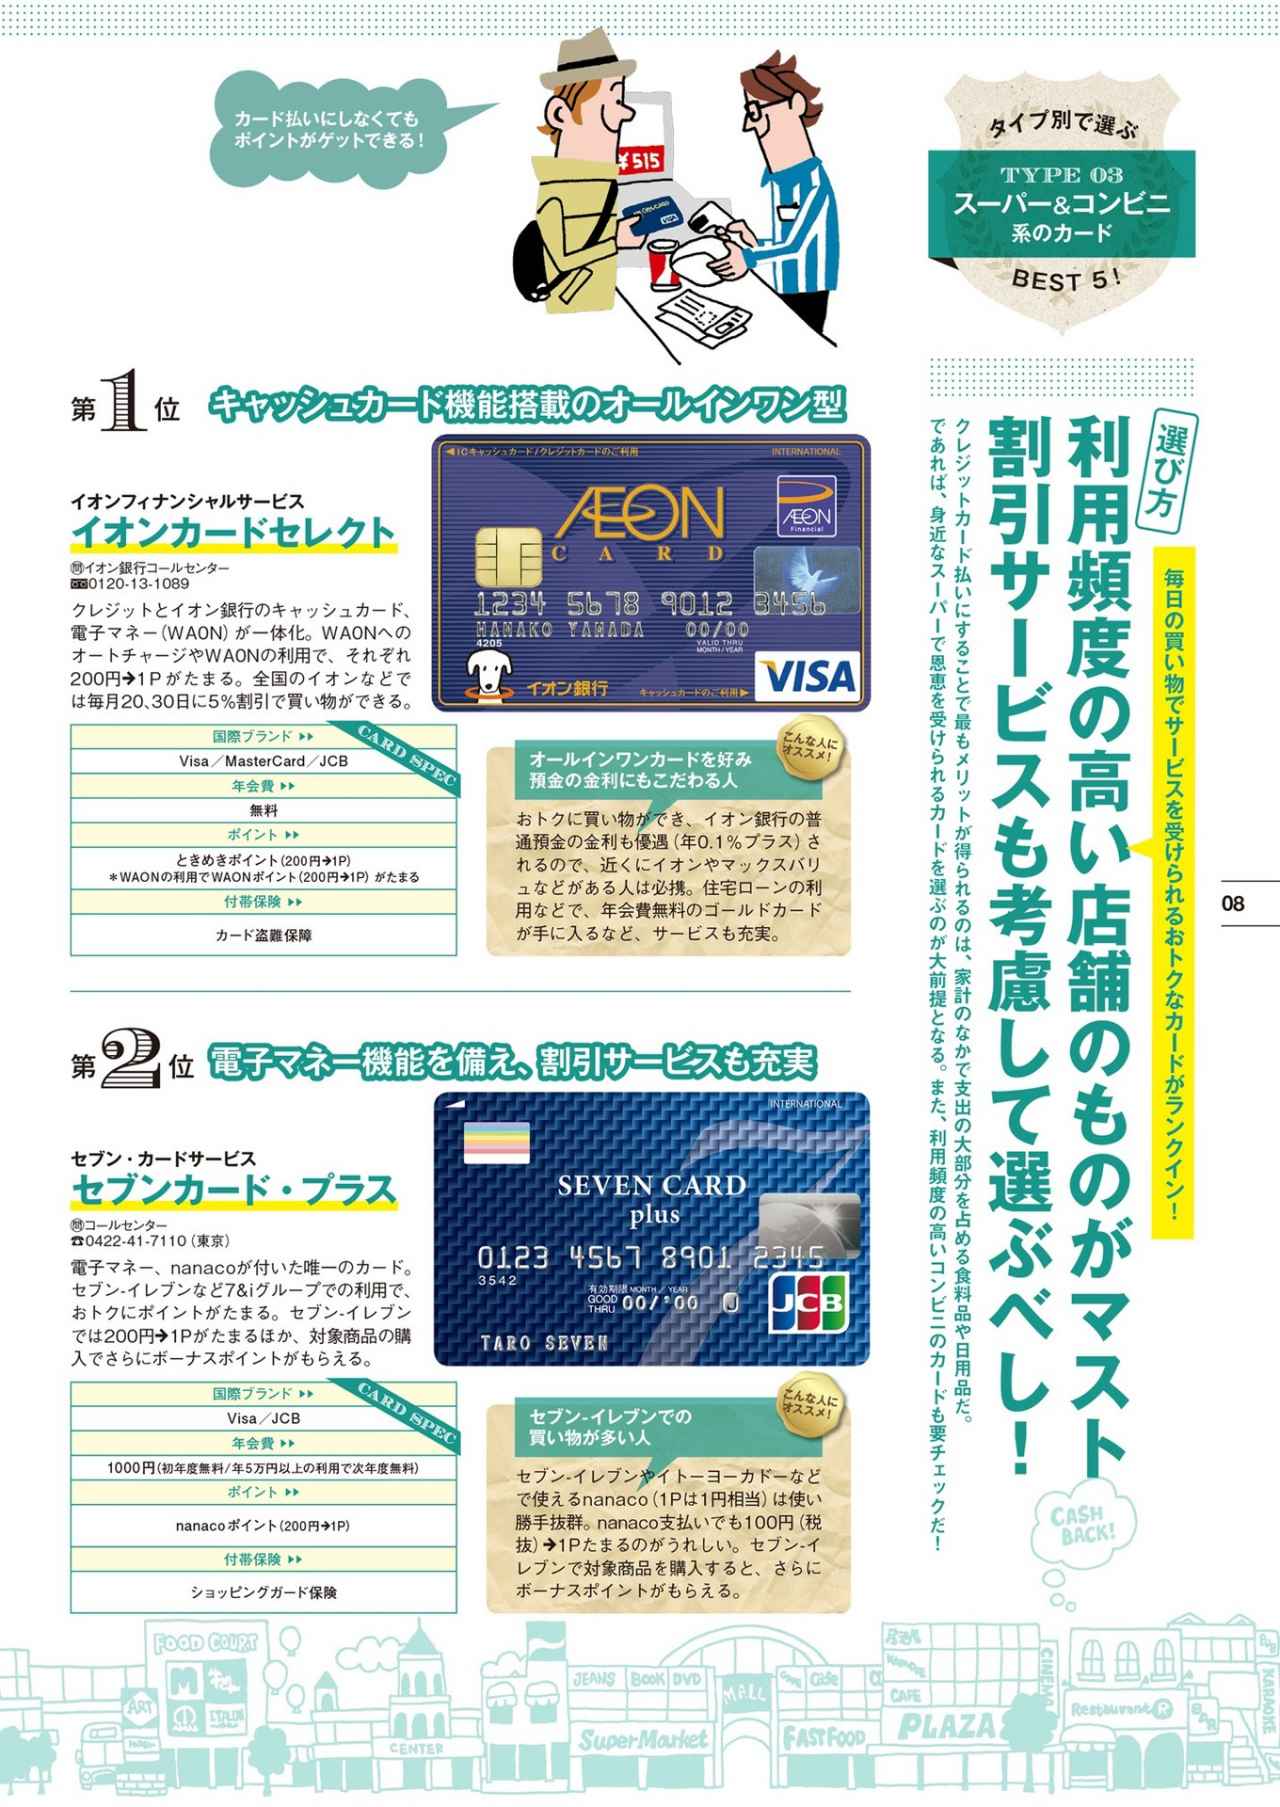 カード払いにしなくても
ポイントがゲットできる！
¥515
VISA
タイプ別で選ぶ
TYPE 03
スーパー&コンビニ
系のカード
BEST 5!
選び方
毎日の買い物でサービスを受けられるおトクなカードがランクイン！
利用頻度の高い店舗のものがマスト
割引サービスも考慮して選ぶべし！
クレジットカード払いにすることで最もメリットが得られるのは、家計のなかで支出の大部分を占める食料品や日用品だ。
であれば、身近なスーパーで恩恵を受けられるカードを選ぶのが大前提となる。また、利用頻度の高いコンビニのカードも要チェックだ！
08
第1位 キャッシュカード機能搭載のオールインワン型
イオンフィナンシャルサービス
イオンカードセレクト
㉄イオン銀行コールセンター
0120-13-1089
クレジットとイオン銀行のキャッシュカード、
電子マネー（WAON）が一体化。WAONへの
オートチャージやWAONの利用で、それぞれ
200円➔1Pがたまる。全国のイオンなどで
は毎月20、30日に5%割引で買い物ができる。
◀ICキャッシュカード/クレジットカードのご利用
INTERNATIONAL
ÆON
CARD
ÆON
Financial
1234 5678 9012 3456
HANAKO YAMADA 00/00
4205
VALID THRU
MONTH/YEAR
イオン銀行
キャッシュカードのご利用▶
VISA
CARD SPEC
国際ブランド ▶▶
Visa／MasterCard／JCB
年会費 ▶▶
無料
ポイント ▶▶
ときめきポイント（200円➔1P）
＊WAONの利用でWAONポイント（200円➔1P）がたまる
付帯保険 ▶▶
カード盗難保障
こんな人に
オススメ！
オールインワンカードを好み
預金の金利にもこだわる人
おトクに買い物ができ、イオン銀行の普
通預金の金利も優遇（年0.1%プラス）さ
れるので、近くにイオンやマックスバリ
ュなどがある人は必携。住宅ローンの利
用などで、年会費無料のゴールドカード
が手に入るなど、サービスも充実。
第2位 電子マネー機能を備え、割引サービスも充実
セブン・カードサービス
セブンカード・プラス
㉄コールセンター
☎0422-41-7110（東京）
電子マネー、nanacoが付いた唯一のカード。
セブン-イレブンなど7&iグループでの利用で、
おトクにポイントがたまる。セブン-イレブン
では200円➔1Pがたまるほか、対象商品の購
入でさらにボーナスポイントがもらえる。
INTERNATIONAL
SEVEN CARD
plus
0123 4567 8901 2345
3542
有効期限 MONTH / YEAR
GOOD THRU 00/'00 J
TARO SEVEN
JCB
CARD SPEC
国際ブランド ▶▶
Visa／JCB
年会費 ▶▶
1000円（初年度無料/年5万円以上の利用で次年度無料）
ポイント ▶▶
nanacoポイント（200円➔1P）
付帯保険 ▶▶
ショッピングガード保険
こんな人に
オススメ！
セブン-イレブンでの
買い物が多い人
セブン-イレブンやイトーヨーカドーなど
で使えるnanaco（1Pは1円相当）は使い
勝手抜群。nanaco支払いでも100円（税
抜）➔1Pたまるのがうれしい。セブン-イ
レブンで対象商品を購入すると、さらに
ボーナスポイントがもらえる。
CASH
BACK!
FOOD COURT
M
ITALIAN
ART
CENTER
JEANS BOOK DVD
SuperMarket
MALL
Cafe
FASTFOOD
CAFE
PLAZA
CINEMA
Restaurant R
BAR
PUB
KARAOKE